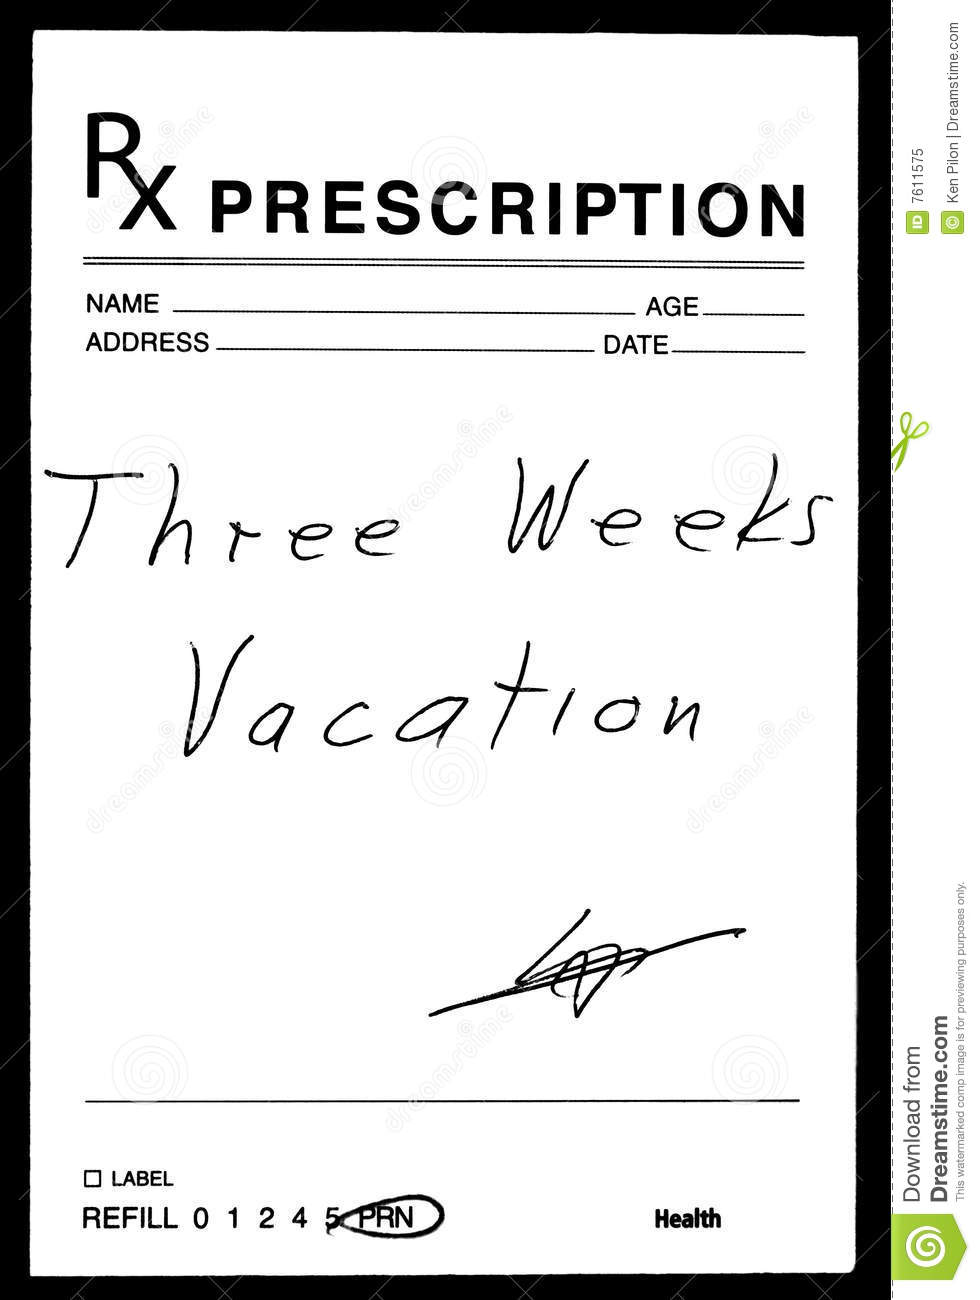 Rx PRESCRIPTION
NAME AGE
ADDRESS DATE
Three Weeks
Vacation
LABEL
REFILL 0 1 2 4 5 PRN
Health
ID 7611575
© Ken Pilon | Dreamstime.com
Download from
Dreamstime.com
This watermarked comp image is for previewing purposes only.
dreamstime